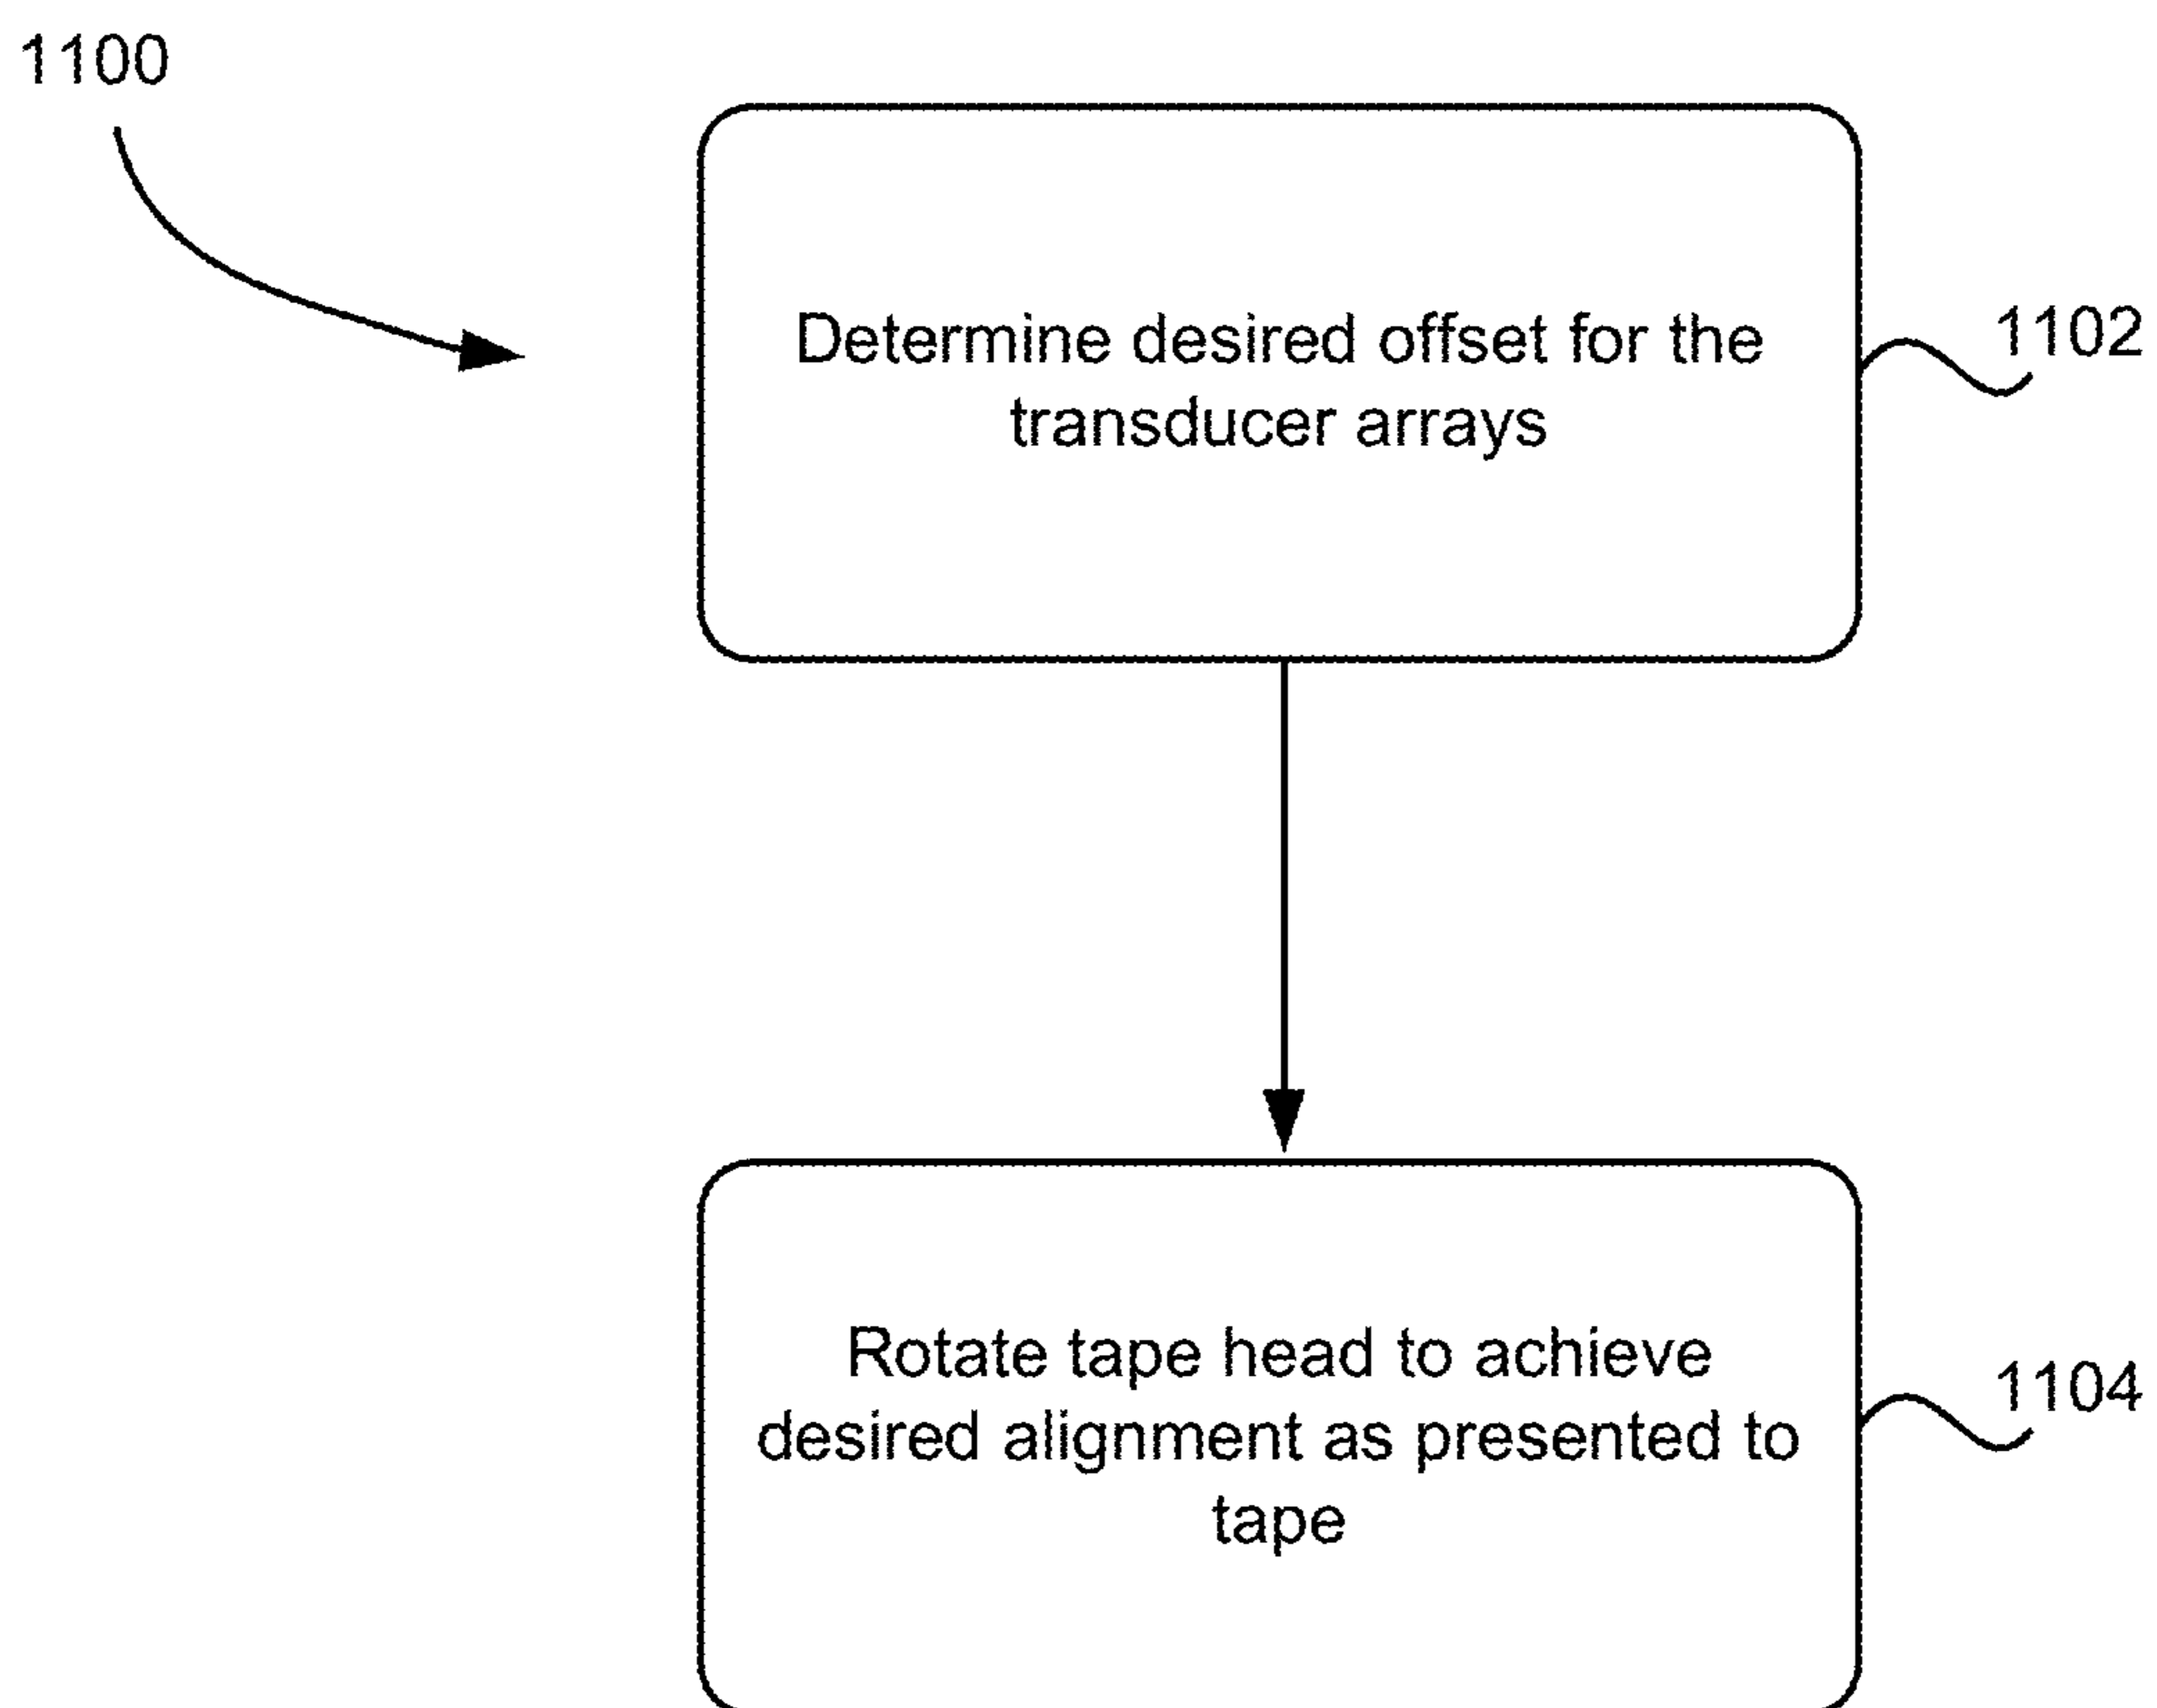 1100
Determine desired offset for the
transducer arrays
1102
Rotate tape head to achieve
desired alignment as presented to
tape
1104